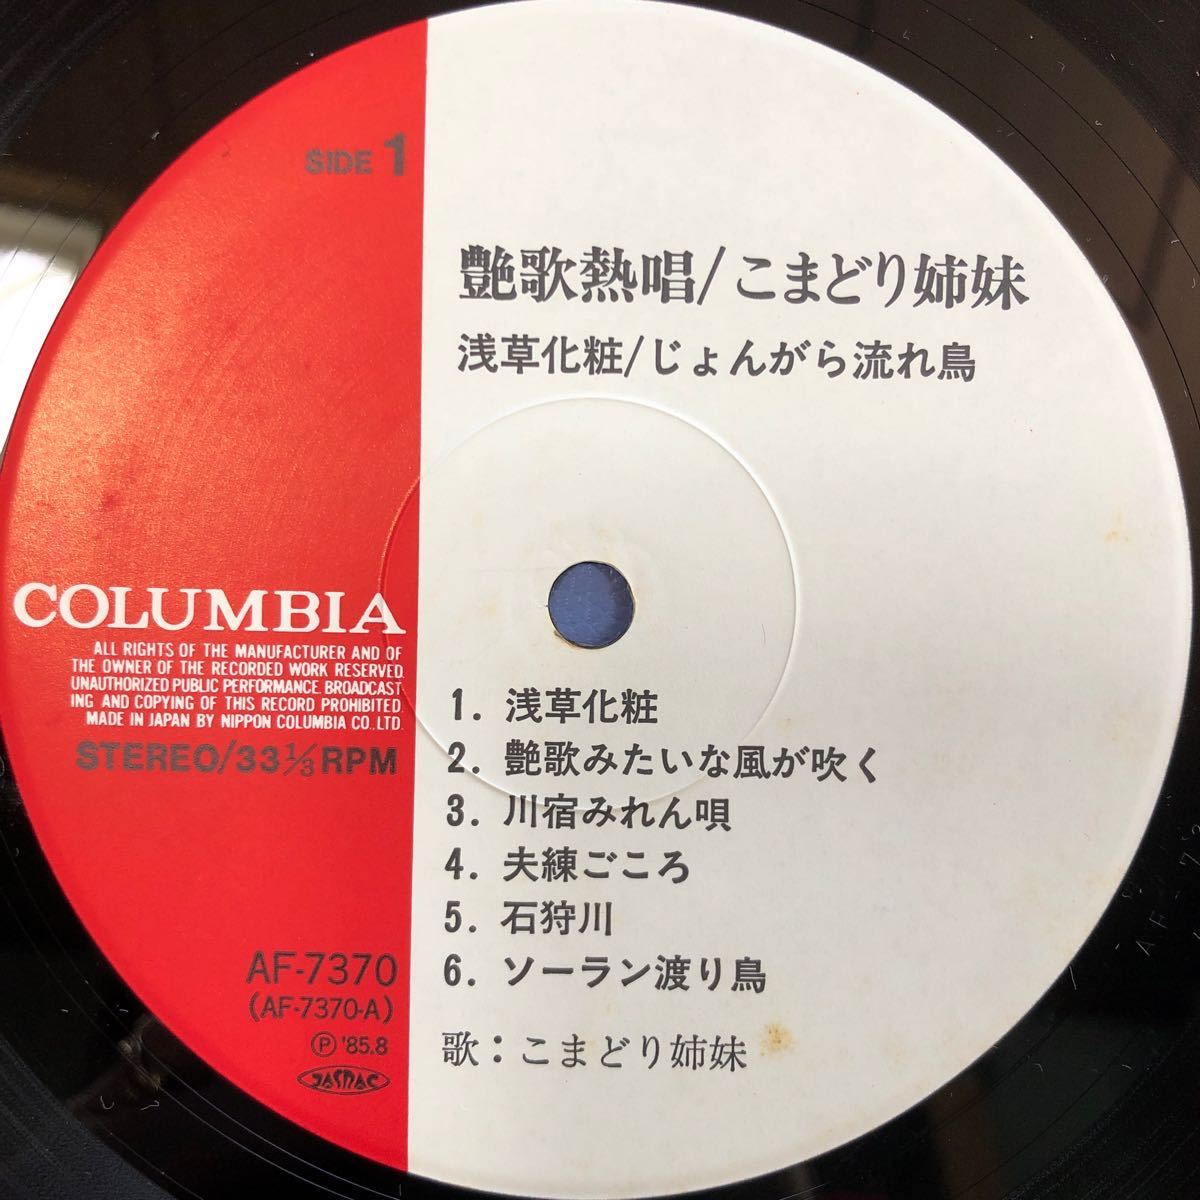 SIDE 1
艶歌熱唱/こまどり姉妹
浅草化粧/じょんがら流れ鳥
COLUMBIA
ALL RIGHTS OF THE MANUFACTURER AND OF
THE OWNER OF THE RECORDED WORK RESERVED.
UNAUTHORIZED PUBLIC PERFORMANCE. BROADCAST
ING AND COPYING OF THIS RECORD PROHIBITED.
MADE IN JAPAN BY NIPPON COLUMBIA CO.,LTD.
STEREO/33 1/3 RPM
1. 浅草化粧
2. 艶歌みたいな風が吹く
3. 川宿みれん唄
4. 夫練ごころ
5. 石狩川
6. ソーラン渡り鳥
AF-7370
(AF-7370-A)
Ⓟ '85.8
JASRAC
歌：こまどり姉妹